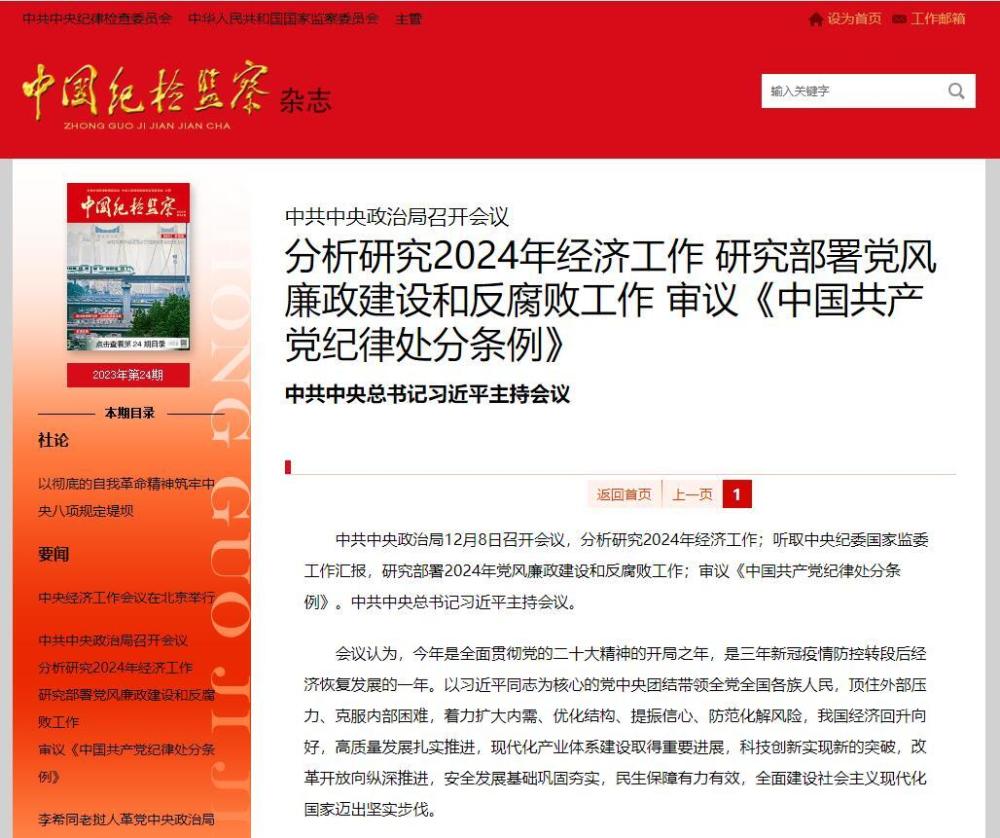 中共中央纪律检查委员会 中华人民共和国国家监察委员会 主管
设为首页 工作邮箱
中国纪检监察 杂志
ZHONG GUO JI JIAN JIAN CHA
输入关键字
中国纪检监察
点击查看第 24 期目录
2023年第24期
本期目录
社论
以彻底的自我革命精神筑牢中
央八项规定堤坝
要闻
中央经济工作会议在北京举行
中共中央政治局召开会议
分析研究2024年经济工作
研究部署党风廉政建设和反腐
败工作
审议《中国共产党纪律处分条
例》
李希同老挝人革党中央政治局
ZHONG GUO JI JI
中共中央政治局召开会议
分析研究2024年经济工作 研究部署党风
廉政建设和反腐败工作 审议《中国共产
党纪律处分条例》
中共中央总书记习近平主持会议
返回首页 上一页 1
中共中央政治局12月8日召开会议，分析研究2024年经济工作；听取中央纪委国家监委
工作汇报，研究部署2024年党风廉政建设和反腐败工作；审议《中国共产党纪律处分条
例》。中共中央总书记习近平主持会议。
会议认为，今年是全面贯彻党的二十大精神的开局之年，是三年新冠疫情防控转段后经
济恢复发展的一年。以习近平同志为核心的党中央团结带领全党全国各族人民，顶住外部压
力、克服内部困难，着力扩大内需、优化结构、提振信心、防范化解风险，我国经济回升向
好，高质量发展扎实推进，现代化产业体系建设取得重要进展，科技创新实现新的突破，改
革开放向纵深推进，安全发展基础巩固夯实，民生保障有力有效，全面建设社会主义现代化
国家迈出坚实步伐。